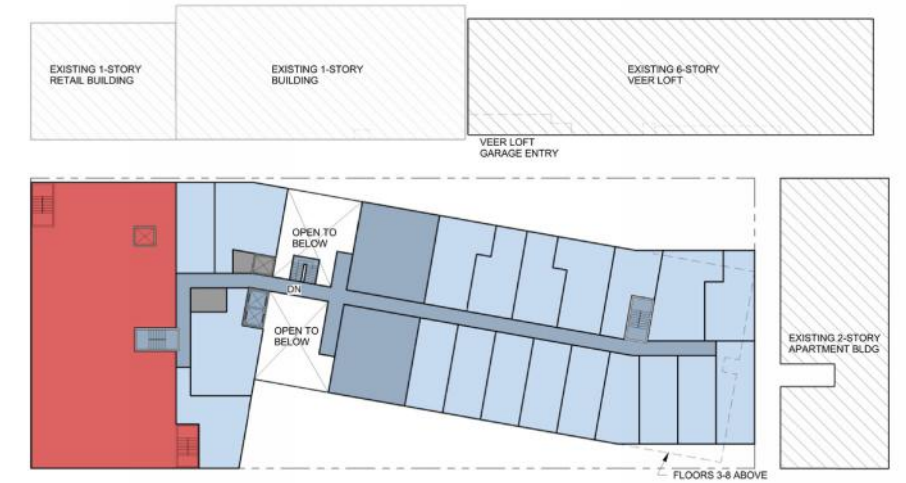 EXISTING 1-STORY
RETAIL BUILDING
EXISTING 1-STORY
BUILDING
EXISTING 6-STORY
VEER LOFT
VEER LOFT
GARAGE ENTRY
OPEN TO
BELOW
DN
OPEN TO
BELOW
EXISTING 2-STORY
APARTMENT BLDG
FLOORS 3-8 ABOVE